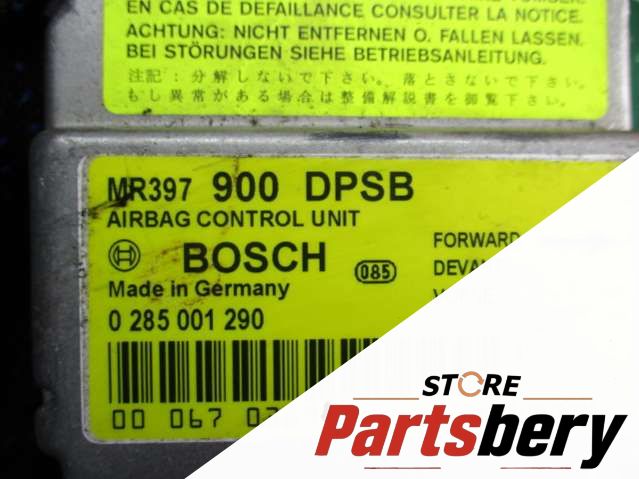 EN CAS DE DEFAILLANCE CONSULTER LA NOTICE.
ACHTUNG: NICHT ENTFERNEN O. FALLEN LASSEN.
BEI STÖRUNGEN SIEHE BETRIEBSANLEITUNG.
注記：分解しないで下さい。落とさないで下さい。
もし異常がある場合は整備解説書を御覧下さい。
MR397 900 DPSB
AIRBAG CONTROL UNIT
BOSCH
085
Made in Germany
0 285 001 290
00 067
FORWARD
STORE
Partsbery